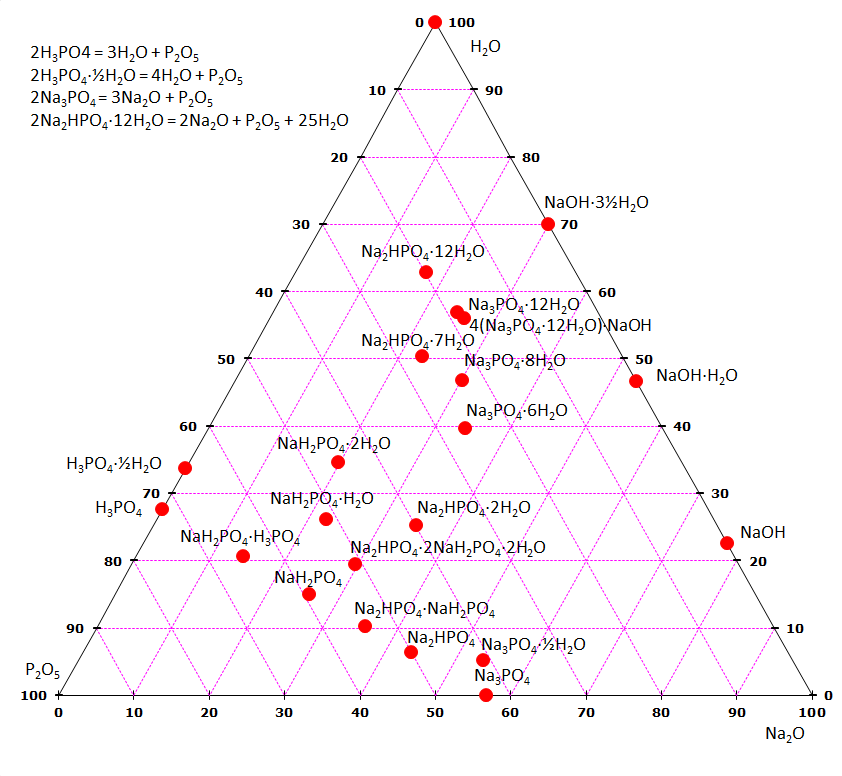 0 100
H₂O
2H₃PO4 = 3H₂O + P₂O₅
2H₃PO₄·½H₂O = 4H₂O + P₂O₅
2Na₃PO₄ = 3Na₂O + P₂O₅
2Na₂HPO₄·12H₂O = 2Na₂O + P₂O₅ + 25H₂O
10 90
20 80
NaOH·3½H₂O
30 70
Na₂HPO₄·12H₂O
40 60
Na₃PO₄·12H₂O
4(Na₃PO₄·12H₂O)·NaOH
Na₂HPO₄·7H₂O
50 50
Na₃PO₄·8H₂O
NaOH·H₂O
Na₃PO₄·6H₂O
60 40
NaH₂PO₄·2H₂O
H₃PO₄·½H₂O
70 30
NaH₂PO₄·H₂O
H₃PO₄
Na₂HPO₄·2H₂O
NaOH
NaH₂PO₄·H₃PO₄
Na₂HPO₄·2NaH₂PO₄·2H₂O
80 20
NaH₂PO₄
Na₂HPO₄·NaH₂PO₄
90 10
Na₂HPO₄
Na₃PO₄·½H₂O
P₂O₅
Na₃PO₄
100 0
0 10 20 30 40 50 60 70 80 90 100
Na₂O